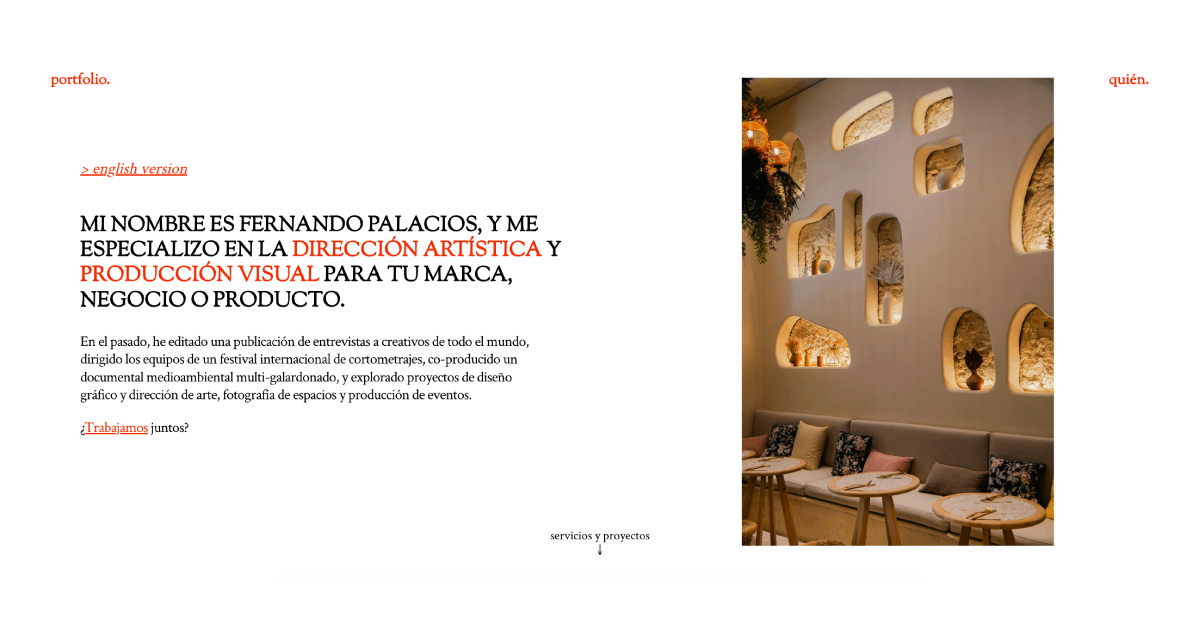 portfolio.
quién.
> english version
MI NOMBRE ES FERNANDO PALACIOS, Y ME
ESPECIALIZO EN LA DIRECCIÓN ARTÍSTICA Y
PRODUCCIÓN VISUAL PARA TU MARCA,
NEGOCIO O PRODUCTO.
En el pasado, he editado una publicación de entrevistas a creativos de todo el mundo,
dirigido los equipos de un festival internacional de cortometrajes, co-producido un
documental medioambiental multi-galardonado, y explorado proyectos de diseño
gráfico y dirección de arte, fotografía de espacios y producción de eventos.
¿Trabajamos juntos?
servicios y proyectos
↓